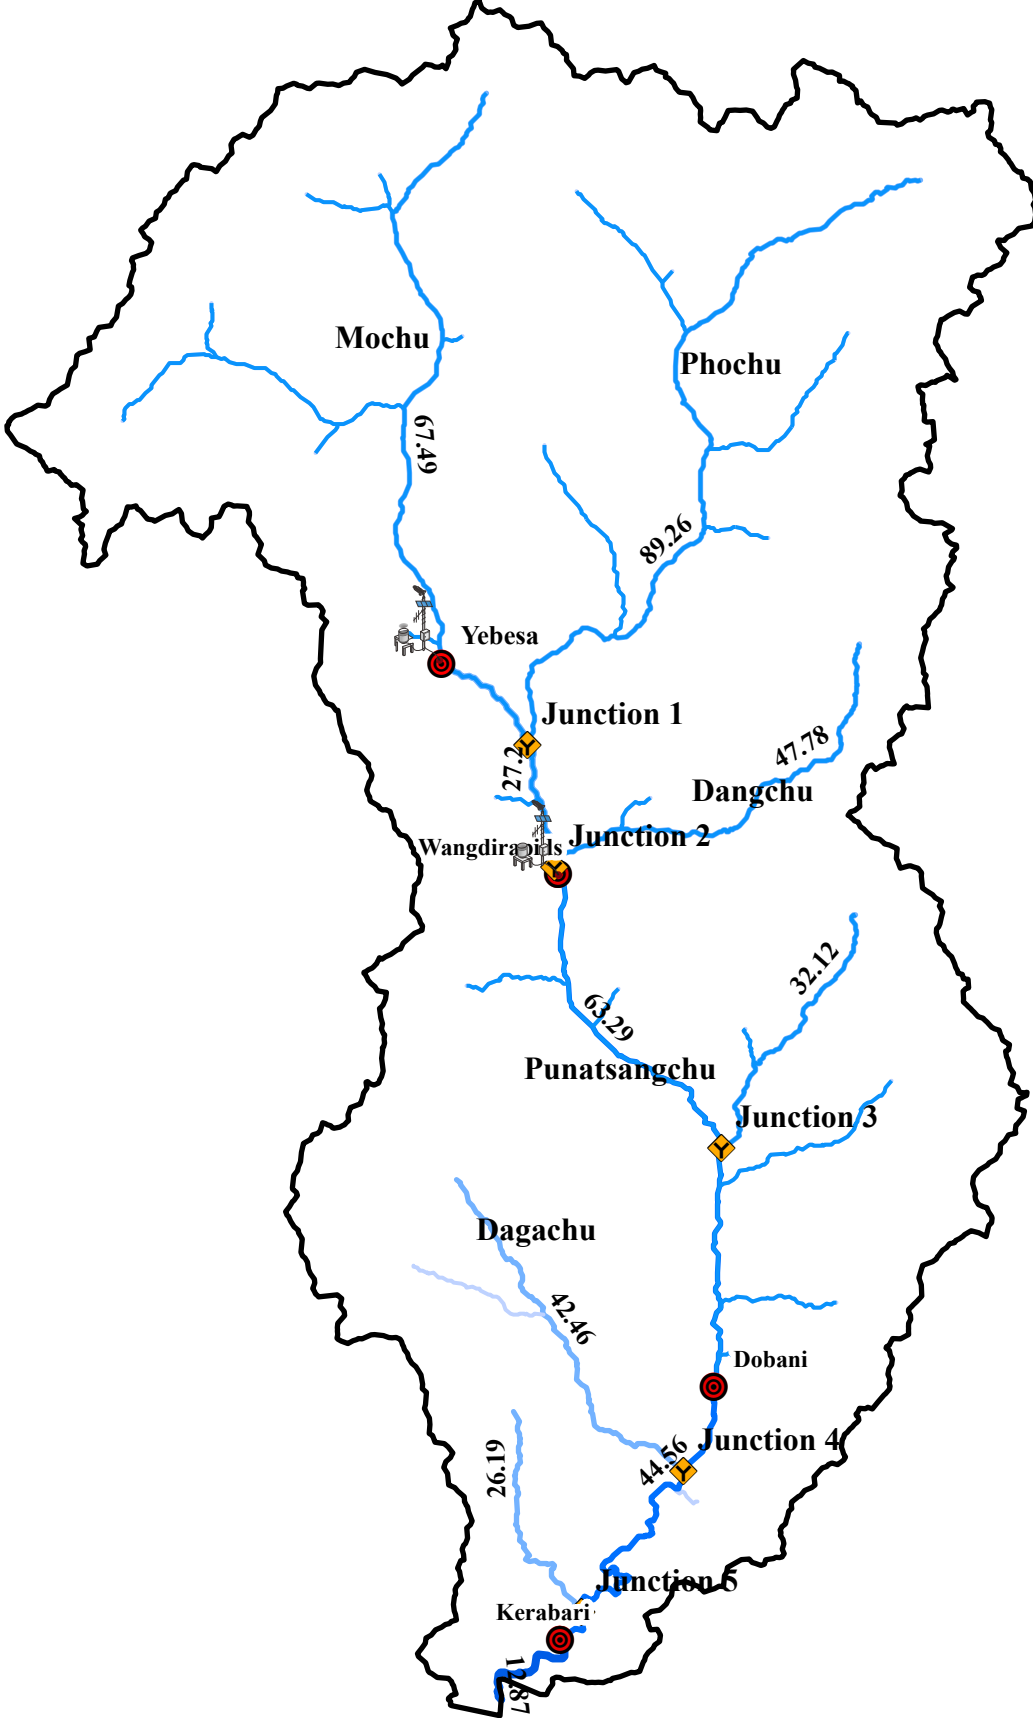 Mochu
Phochu
67.49
89.26
Yebesa
Junction 1
27.2
47.78
Dangchu
Junction 2
Wangdirapids
32.12
63.29
Punatsangchu
Junction 3
Dagachu
42.46
Dobani
Junction 4
44.56
26.19
Junction 5
Kerabari
12.87